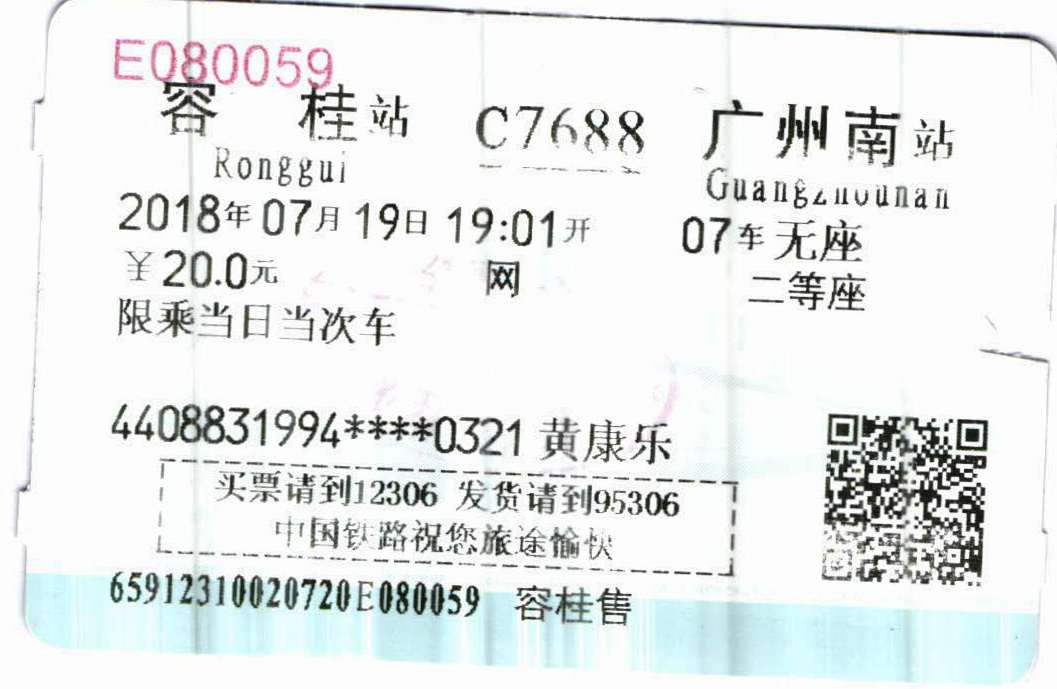 E080059
容桂站 C7688 广州南站
Ronggui Guangzhounan
2018年07月19日19:01开 07车无座
￥20.0元 网 二等座
限乘当日当次车
4408831994****0321 黄康乐
买票请到12306 发货请到95306
中国铁路祝您旅途愉快
65912310020720E080059 容桂售